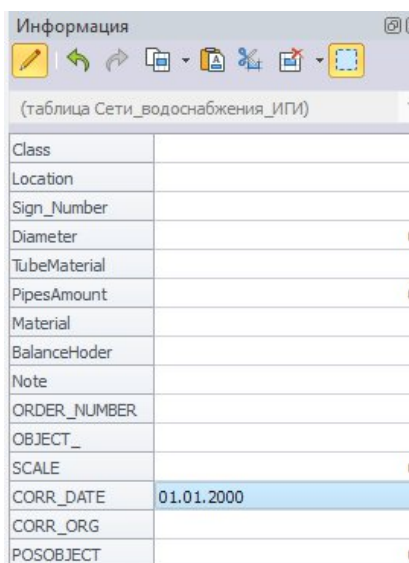 Информация
(таблица Сети_водоснабжения_ИГИ)
Class
Location
Sign_Number
Diameter
TubeMaterial
PipesAmount
Material
BalanceHoder
Note
ORDER_NUMBER
OBJECT_
SCALE
CORR_DATE 01.01.2000
CORR_ORG
POSOBJECT